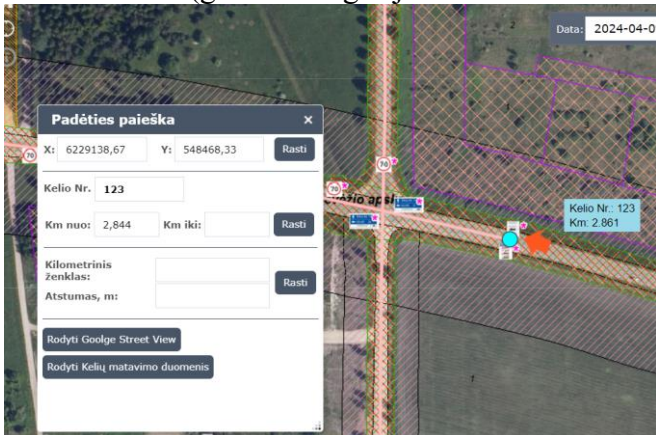 Data: 2024-04-0
Padėties paieška ×
X: 6229138,67 Y: 548468,33 Rasti
70
70
70
Kelio Nr. 123
Kelio Nr.: 123
Km: 2.861
Km nuo: 2,844 Km iki: Rasti
Kilometrinis
ženklas:
Rasti
Atstumas, m:
Rodyti Goolge Street View
Rodyti Kelių matavimo duomenis